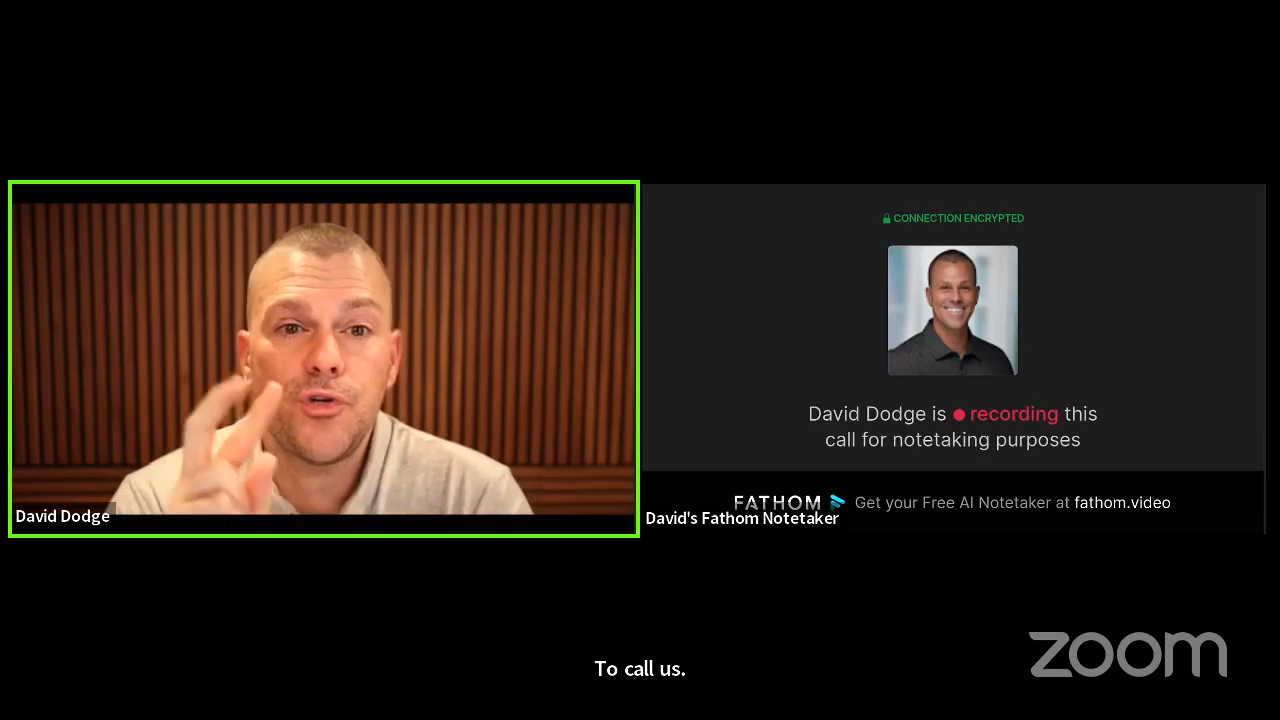 CONNECTION ENCRYPTED
David Dodge is recording this
call for notetaking purposes
FATHOM Get your Free AI Notetaker at fathom.video
David Dodge
David's Fathom Notetaker
To call us.
zoom